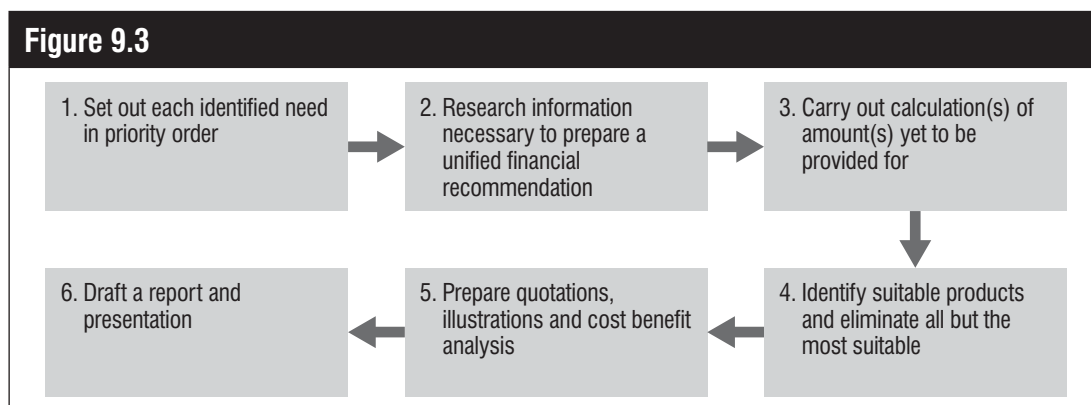 Figure 9.3
1. Set out each identified need
in priority order
2. Research information
necessary to prepare a
unified financial
recommendation
3. Carry out calculation(s) of
amount(s) yet to be
provided for
4. Identify suitable products
and eliminate all but the
most suitable
5. Prepare quotations,
illustrations and cost benefit
analysis
6. Draft a report and
presentation